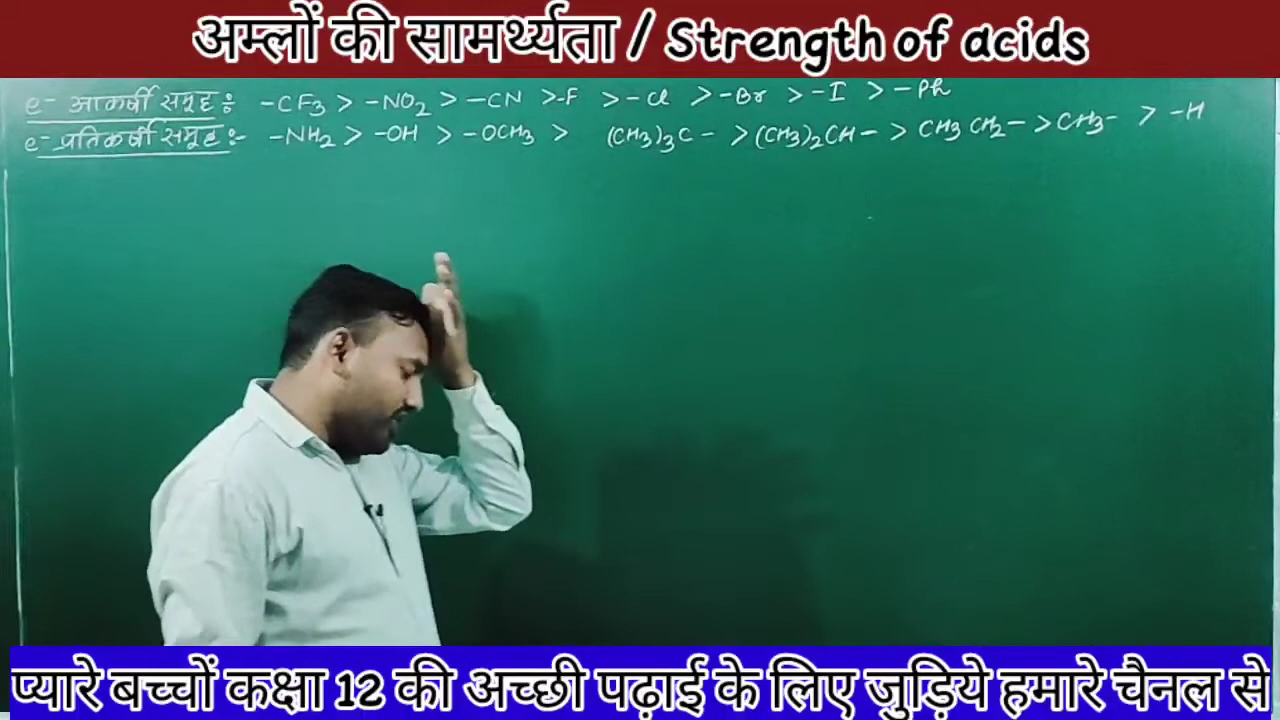 अम्लों की सामर्थ्यता / Strength of acids
e- आकर्षी समूह :- -CF3 > -NO2 > -CN > -F > -Cl > -Br > -I > -Ph
e- प्रतिकर्षी समूह :- -NH2 > -OH > -OCH3 > (CH3)3C- > (CH3)2CH- > CH3CH2- > CH3- > -H
प्यारे बच्चों कक्षा 12 की अच्छी पढ़ाई के लिए जुड़िये हमारे चैनल से